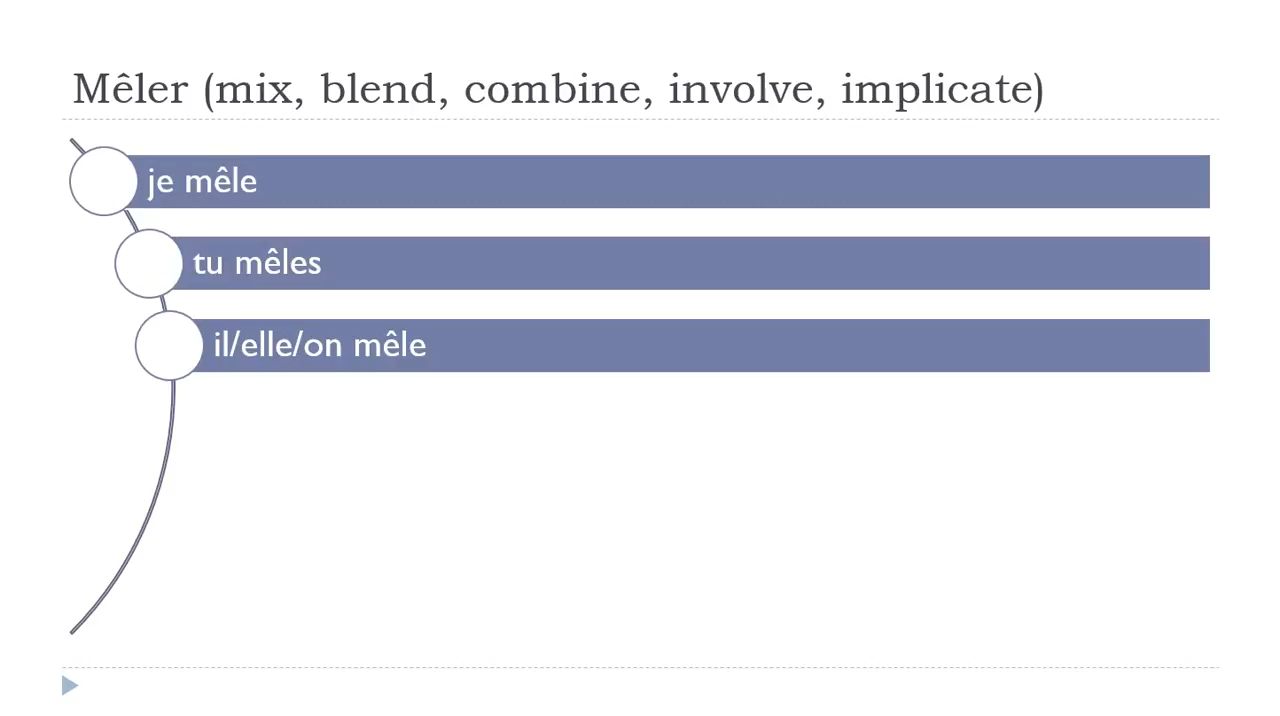 Mêler (mix, blend, combine, involve, implicate)
je mêle
tu mêles
il/elle/on mêle